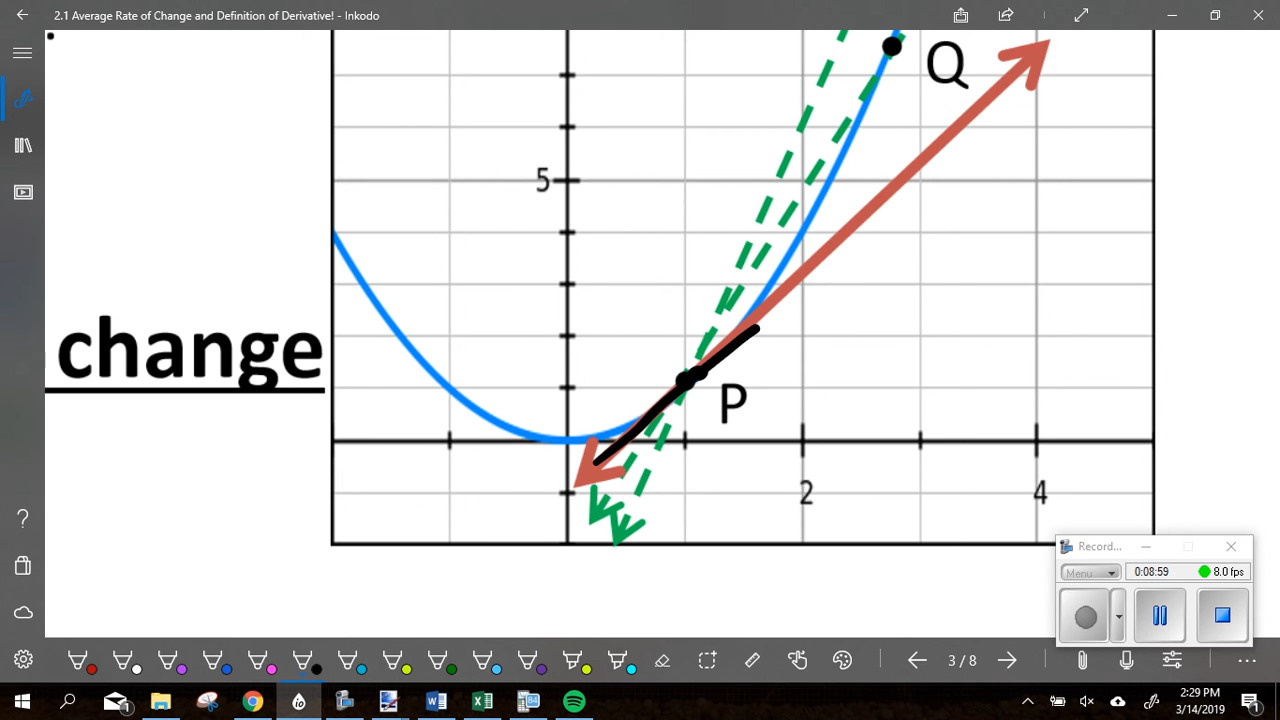 2.1 Average Rate of Change and Definition of Derivative! - Inkodo
Q
5
change
P
2
4
Record...
Menu
0:08:59
8.0 fps
3 / 8
2:29 PM
3/14/2019